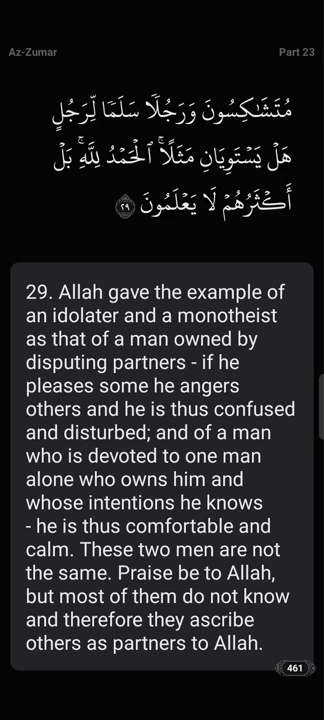 Az-Zumar Part 23
مُتَشَٰكِسُونَ وَرَجُلًا سَلَمًا لِّرَجُلٍ
هَلْ يَسْتَوِيَانِ مَثَلًاۚ ٱلْحَمْدُ لِلَّهِۚ بَلْ
أَكْثَرُهُمْ لَا يَعْلَمُونَ ٢٩
29. Allah gave the example of
an idolater and a monotheist
as that of a man owned by
disputing partners - if he
pleases some he angers
others and he is thus confused
and disturbed; and of a man
who is devoted to one man
alone who owns him and
whose intentions he knows
- he is thus comfortable and
calm. These two men are not
the same. Praise be to Allah,
but most of them do not know
and therefore they ascribe
others as partners to Allah.
461